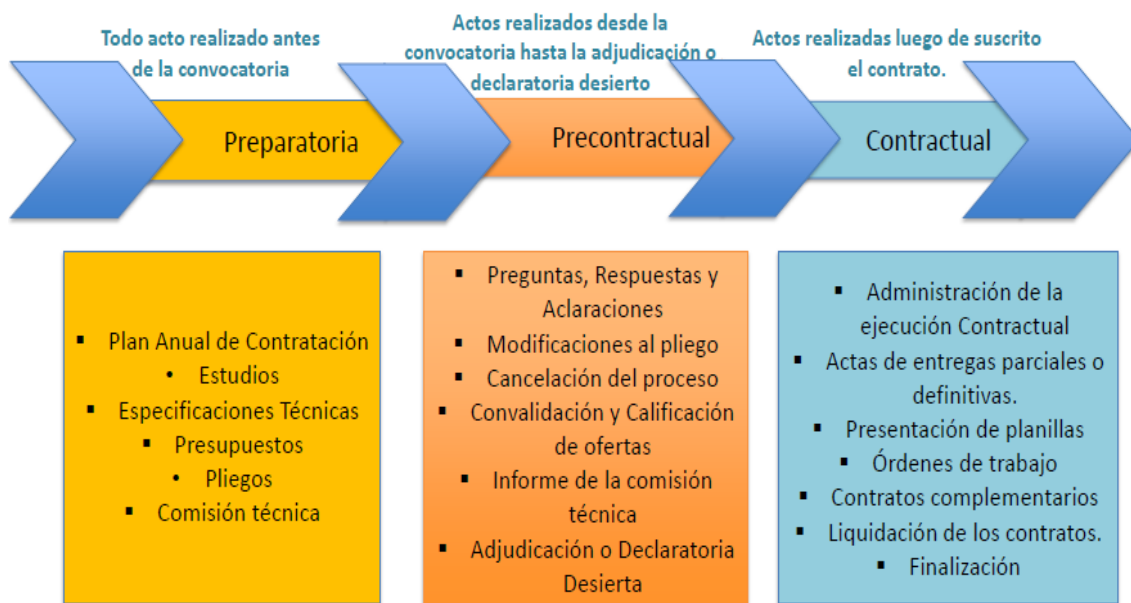 Todo acto realizado antes
de la convocatoria
Actos realizados desde la
convocatoria hasta la adjudicación o
declaratoria desierto
Actos realizadas luego de suscrito
el contrato.
Preparatoria
Precontractual
Contractual
▪ Plan Anual de Contratación
• Estudios
▪ Especificaciones Técnicas
▪ Presupuestos
• Pliegos
▪ Comisión técnica
▪ Preguntas, Respuestas y
Aclaraciones
▪ Modificaciones al pliego
▪ Cancelación del proceso
▪ Convalidación y Calificación
de ofertas
▪ Informe de la comisión
técnica
▪ Adjudicación o Declaratoria
Desierta
▪ Administración de la
ejecución Contractual
▪ Actas de entregas parciales o
definitivas.
▪ Presentación de planillas
▪ Órdenes de trabajo
▪ Contratos complementarios
▪ Liquidación de los contratos.
▪ Finalización